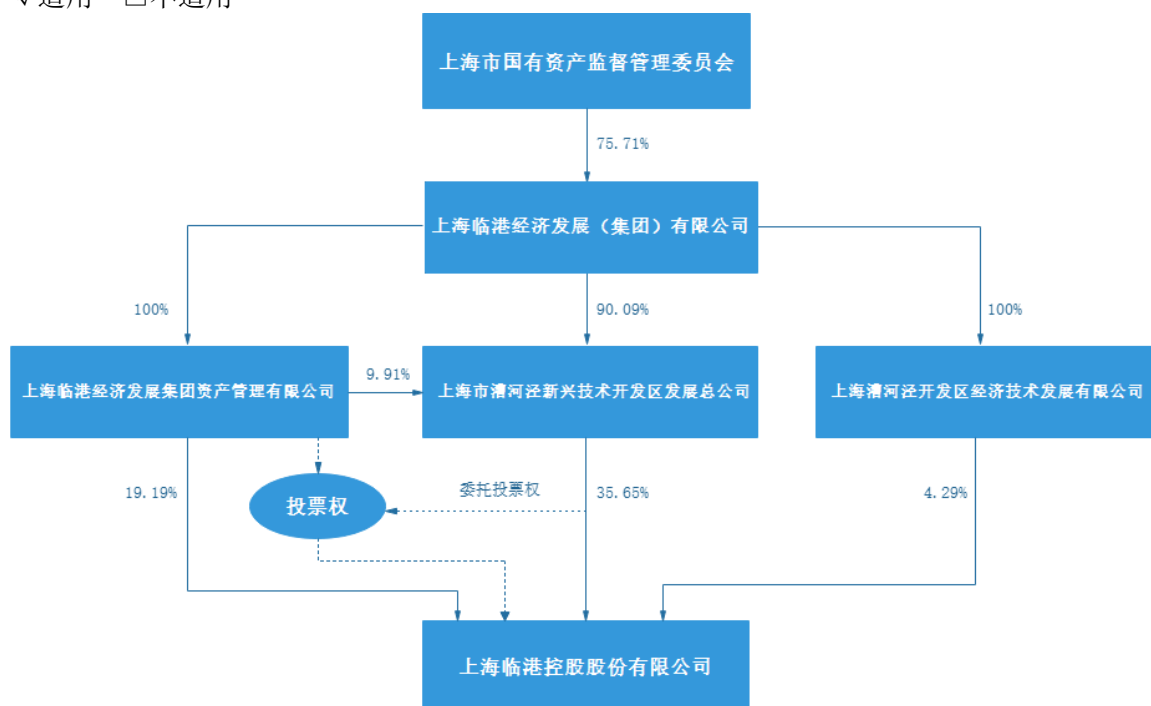 √适用 □不适用
上海市国有资产监督管理委员会
75.71%
上海临港经济发展（集团）有限公司
100%
90.09%
100%
上海临港经济发展集团资产管理有限公司
9.91%
上海市漕河泾新兴技术开发区发展总公司
上海漕河泾开发区经济技术发展有限公司
19.19%
投票权
委托投票权
35.65%
4.29%
上海临港控股股份有限公司